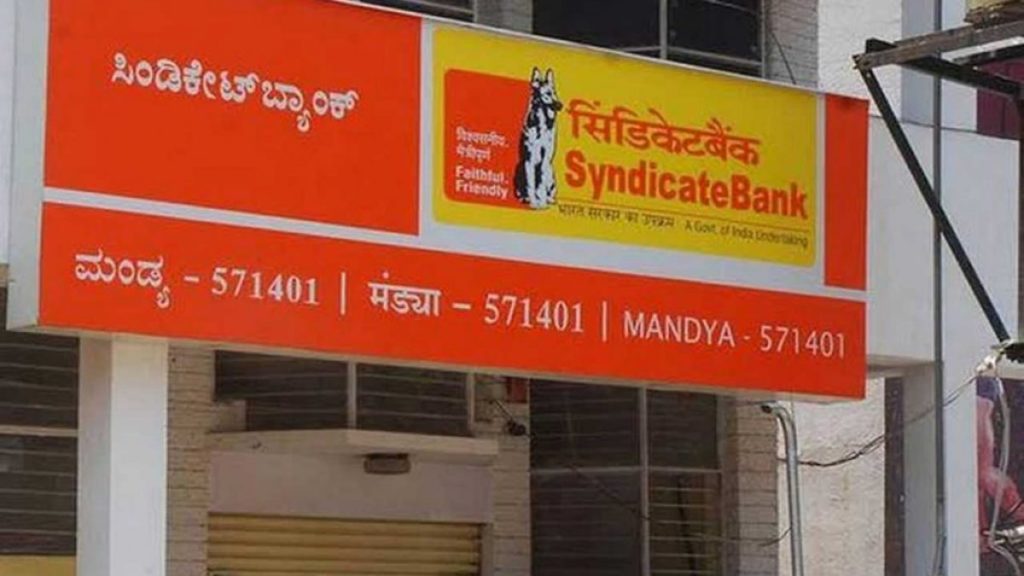 ಸಿಂಡಿಕೇಟ್ ಬ್ಯಾಂಕ್
विश्वसनीय.
मैत्रीपूर्ण
Faithful.
Friendly
सिंडिकेटबैंक
SyndicateBank
भारत सरकार का उपक्रम A Govt. of India Undertaking
ಮಂಡ್ಯ - 571401 | मंड्या - 571401 | MANDYA - 571401